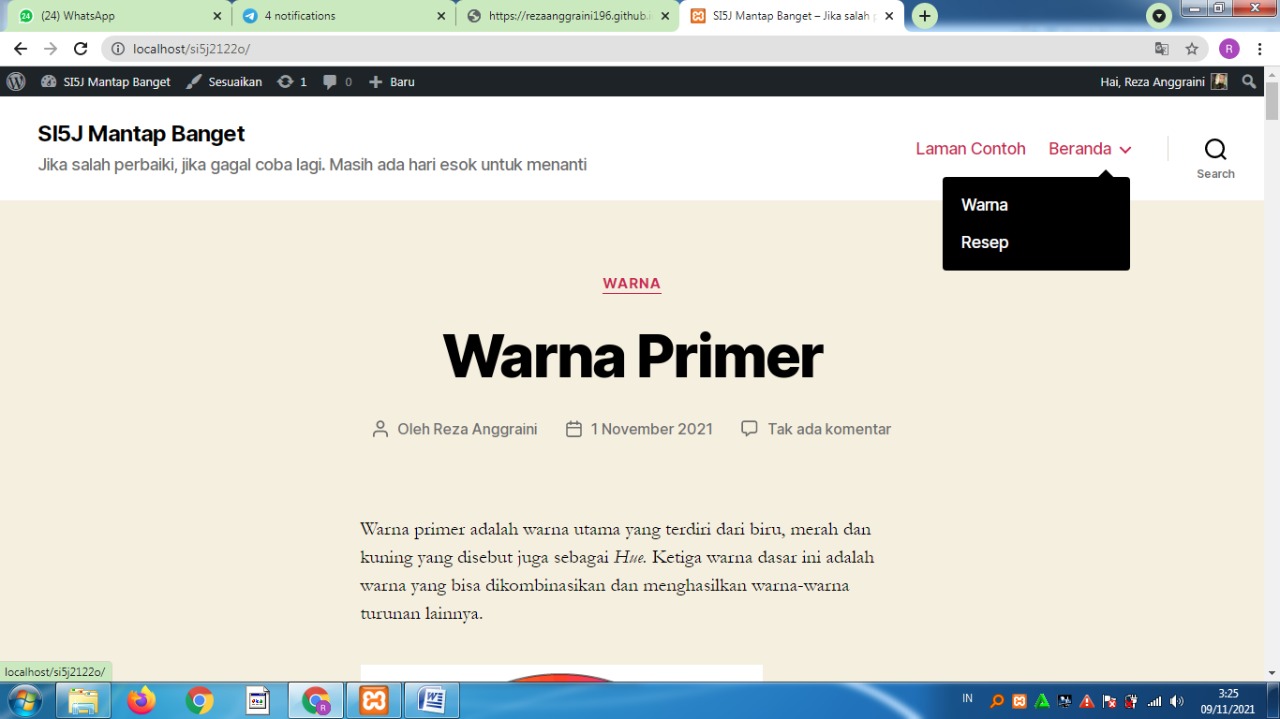 (24) WhatsApp
4 notifications
https://rezaanggraini196.github.i
SI5J Mantap Banget – Jika salah p
localhost/si5j2122o/
R
SI5J Mantap Banget
Sesuaikan
1
0
Baru
Hai, Reza Anggraini
SI5J Mantap Banget
Jika salah perbaiki, jika gagal coba lagi. Masih ada hari esok untuk menanti
Laman Contoh
Beranda
Search
Warna
Resep
WARNA
Warna Primer
Oleh Reza Anggraini
1 November 2021
Tak ada komentar
Warna primer adalah warna utama yang terdiri dari biru, merah dan
kuning yang disebut juga sebagai Hue. Ketiga warna dasar ini adalah
warna yang bisa dikombinasikan dan menghasilkan warna-warna
turunan lainnya.
localhost/si5j2122o/
IN
3:25
09/11/2021